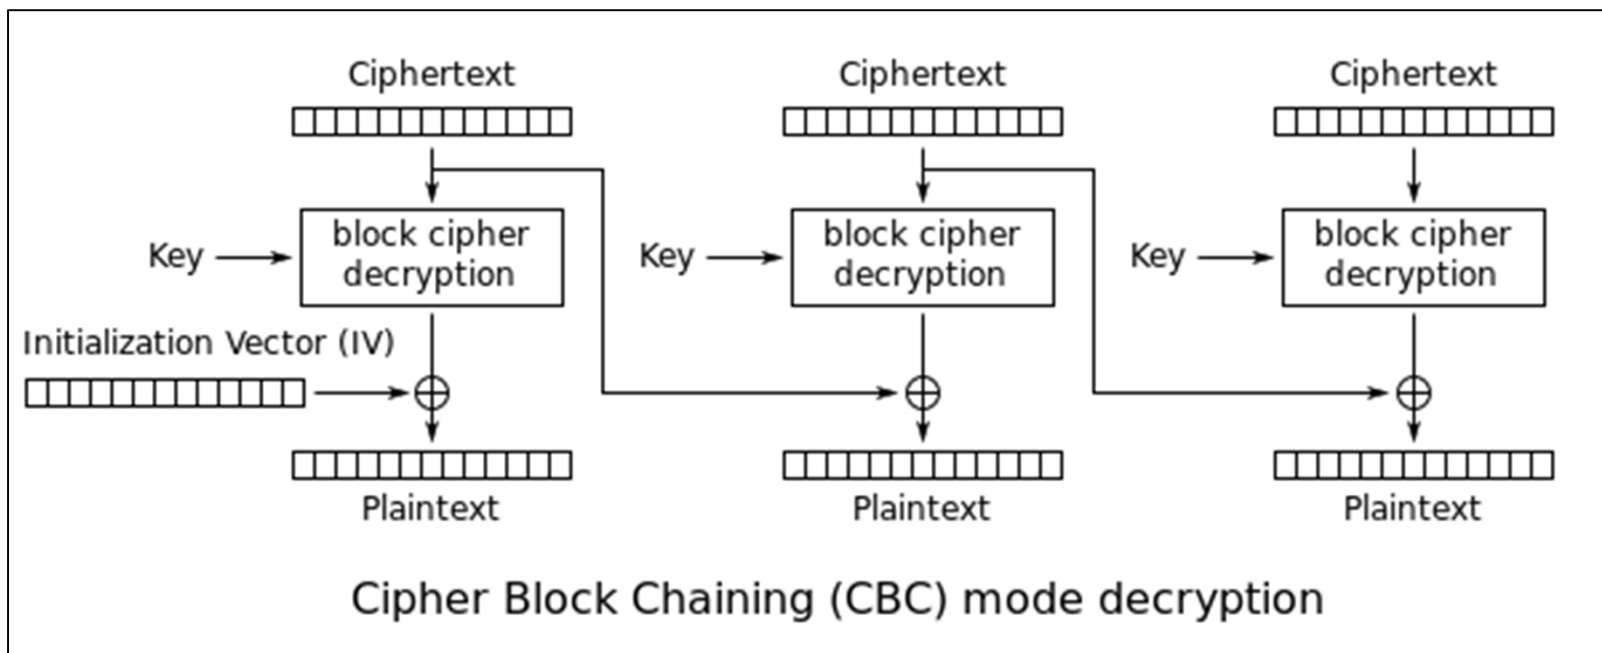 Ciphertext
Ciphertext
Ciphertext
Key
block cipher
decryption
Key
block cipher
decryption
Key
block cipher
decryption
Initialization Vector (IV)
Plaintext
Plaintext
Plaintext
Cipher Block Chaining (CBC) mode decryption